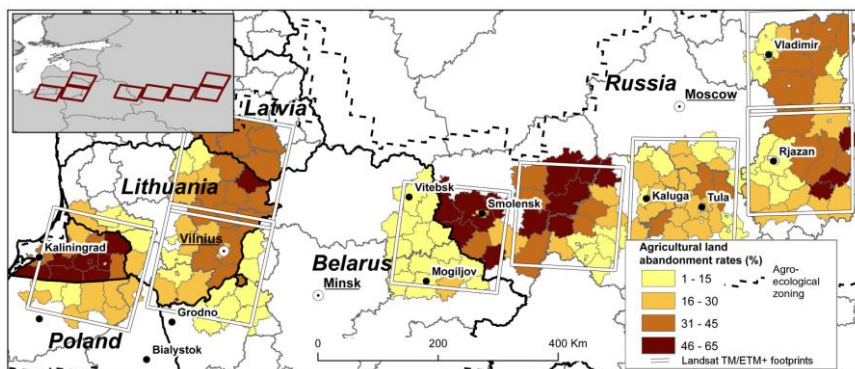 Vladimir
Russia
Moscow
Latvia
Rjazan
Lithuania
Vitebsk
Smolensk
Kaluga
Tula
Kaliningrad
Vilnius
Belarus
Mogiljov
Minsk
Grodno
Poland
Bialystok
0 200 400 Km
Agricultural land
abandonment rates (%)
1 - 15
16 - 30
31 - 45
46 - 65
Landsat TM/ETM+ footprints
Agro-
ecological
zoning